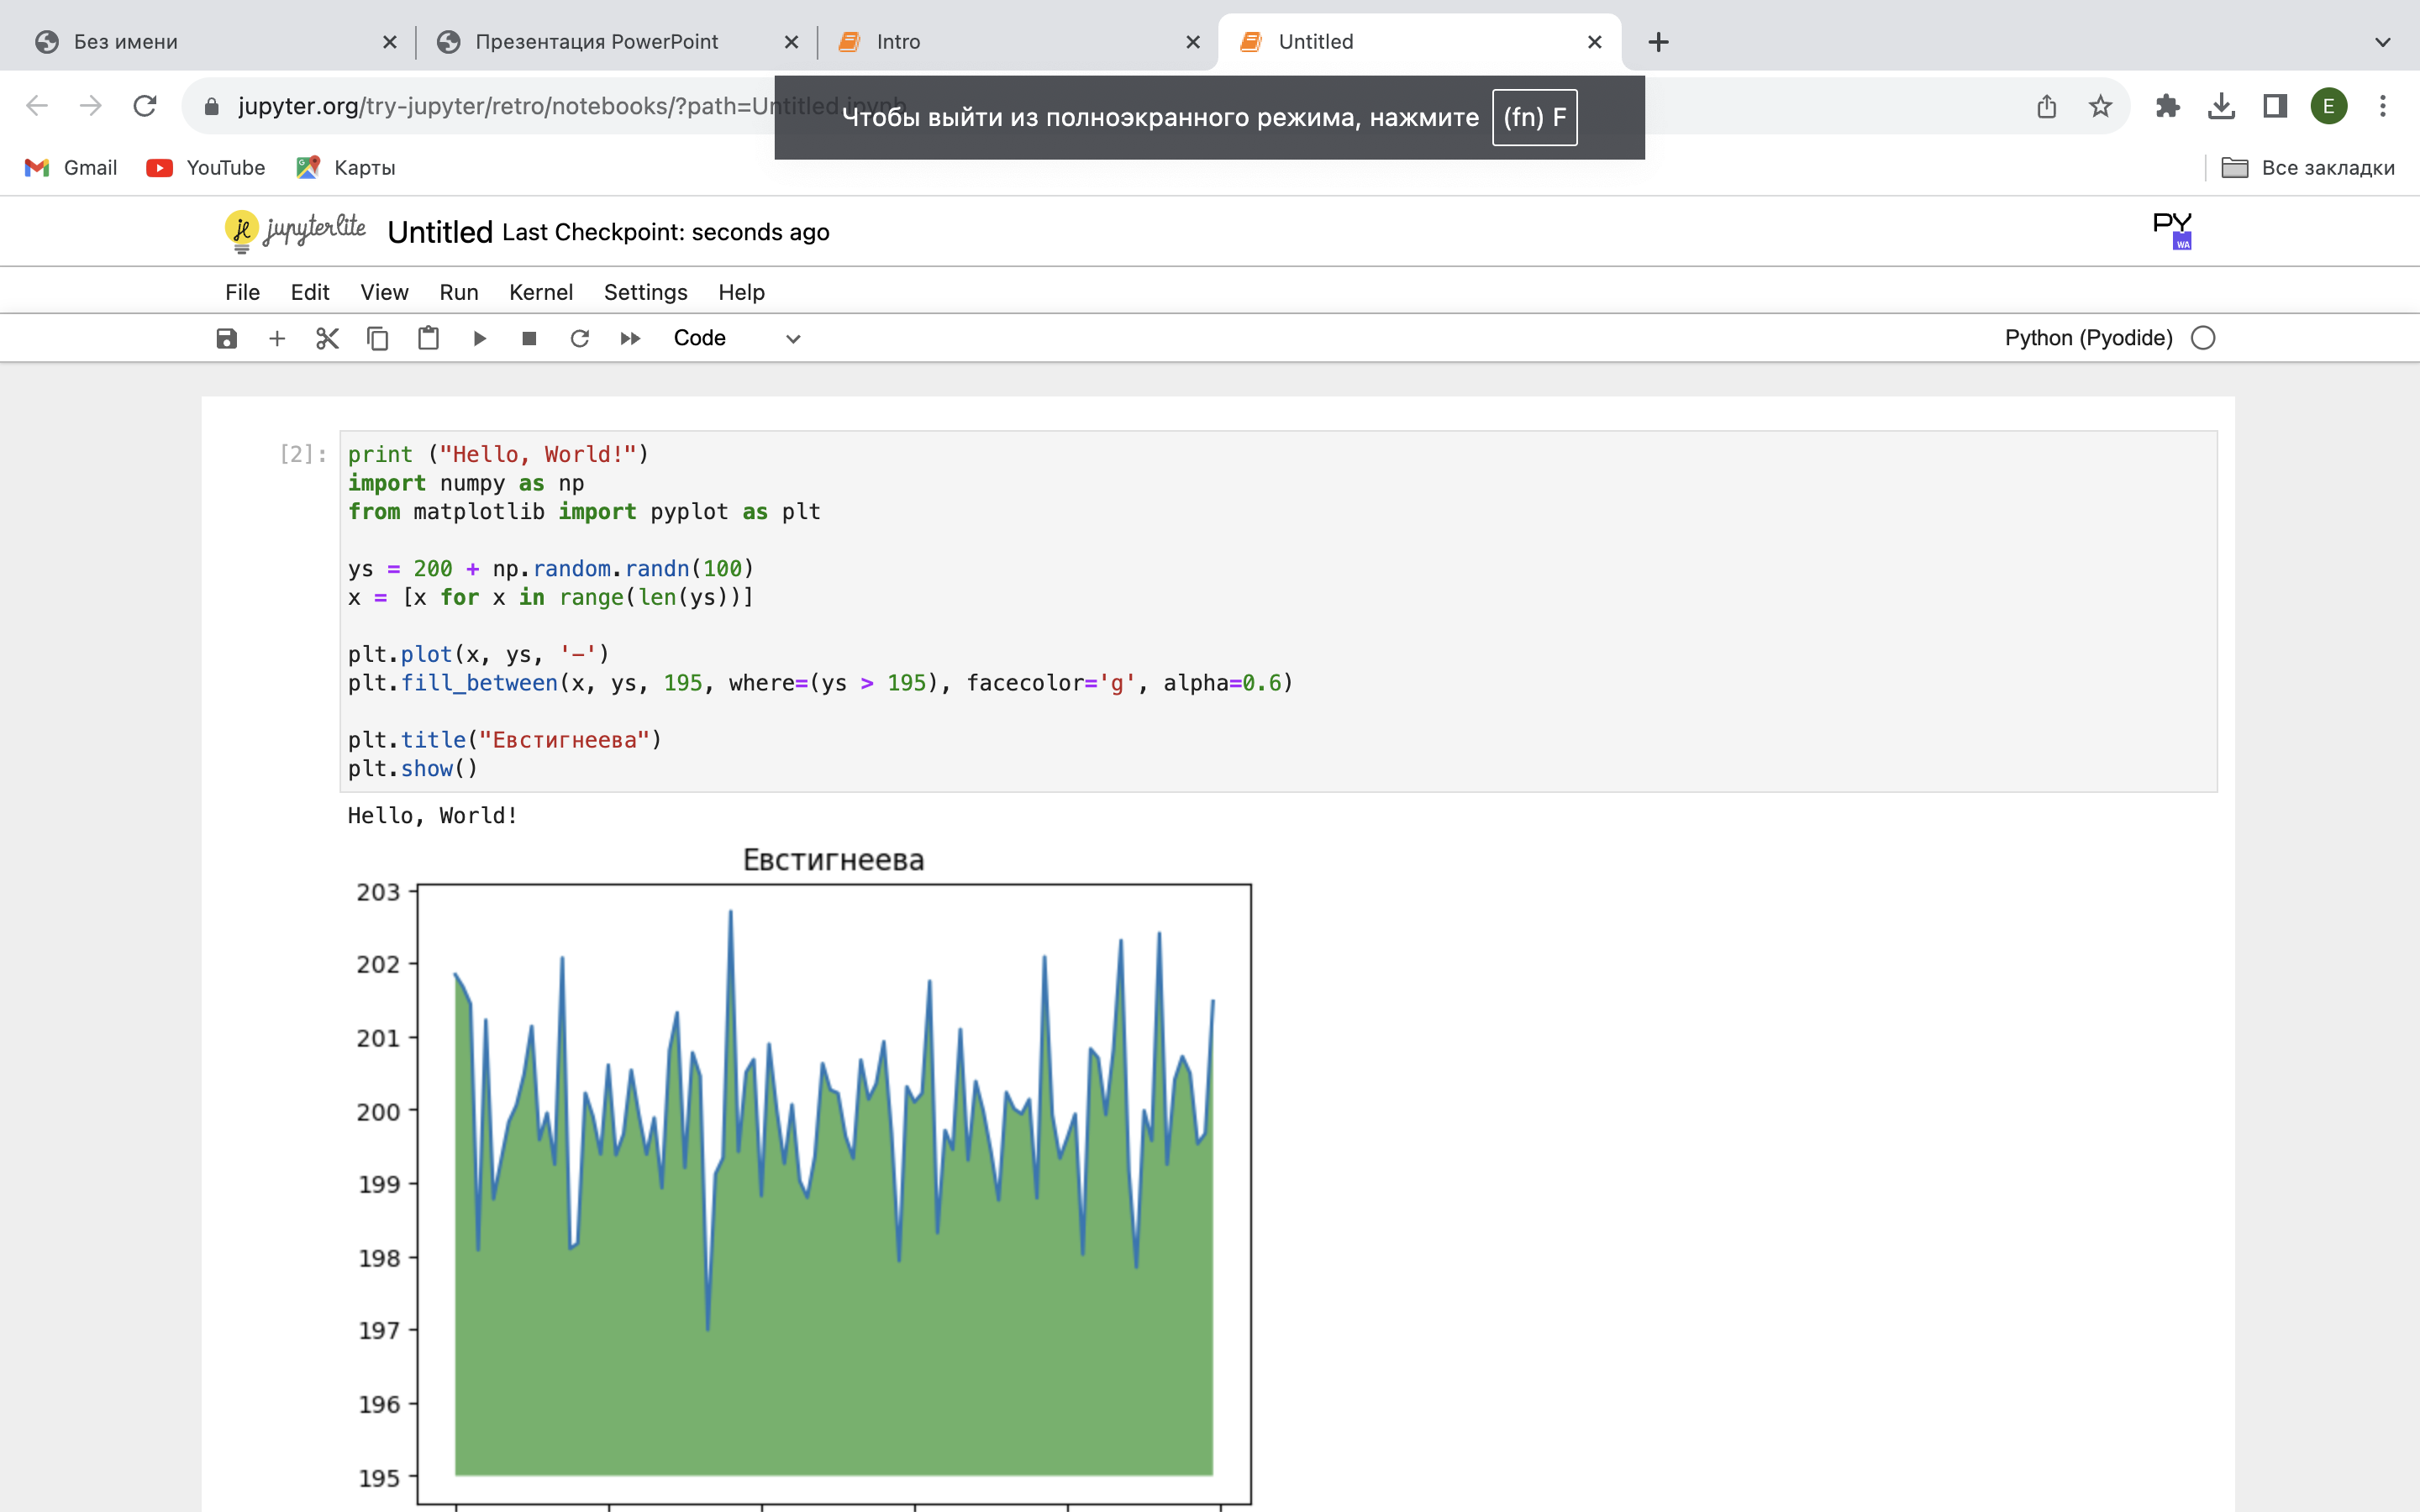 Без имени
Презентация PowerPoint
Intro
Untitled
jupyter.org/try-jupyter/retro/notebooks/?path=Untitled.ipynb
Чтобы выйти из полноэкранного режима, нажмите (fn) F
E
Gmail
YouTube
Карты
Все закладки
jupyterlite
Untitled Last Checkpoint: seconds ago
PY
WA
File Edit View Run Kernel Settings Help
Code
Python (Pyodide)
[2]:
print ("Hello, World!")
import numpy as np
from matplotlib import pyplot as plt
ys = 200 + np.random.randn(100)
x = [x for x in range(len(ys))]
plt.plot(x, ys, '-')
plt.fill_between(x, ys, 195, where=(ys > 195), facecolor='g', alpha=0.6)
plt.title("Евстигнеева")
plt.show()
Hello, World!
Евстигнеева
203
202
201
200
199
198
197
196
195